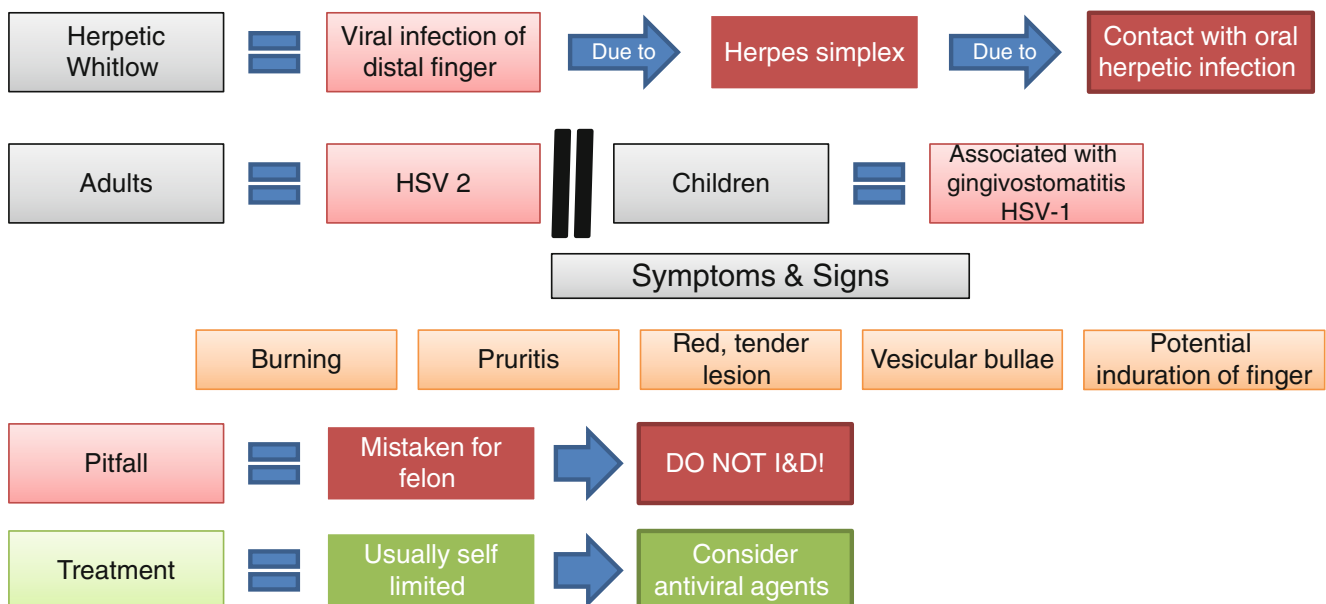 Herpetic
Whitlow
Viral infection of
distal finger
Due to
Herpes simplex
Due to
Contact with oral
herpetic infection
Adults
HSV 2
Children
Associated with
gingivostomatitis
HSV-1
Symptoms & Signs
Burning
Pruritis
Red, tender
lesion
Vesicular bullae
Potential
induration of finger
Pitfall
Mistaken for
felon
DO NOT I&D!
Treatment
Usually self
limited
Consider
antiviral agents